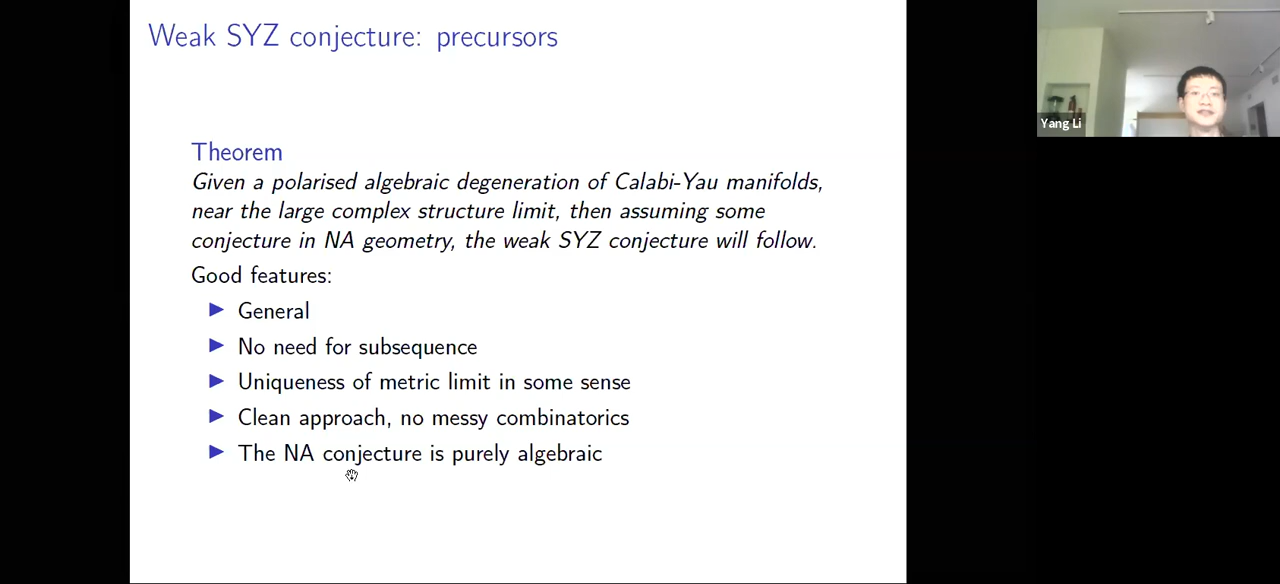 Weak SYZ conjecture: precursors
Theorem
Given a polarised algebraic degeneration of Calabi-Yau manifolds,
near the large complex structure limit, then assuming some
conjecture in NA geometry, the weak SYZ conjecture will follow.
Good features:
General
No need for subsequence
Uniqueness of metric limit in some sense
Clean approach, no messy combinatorics
The NA conjecture is purely algebraic
Yang Li